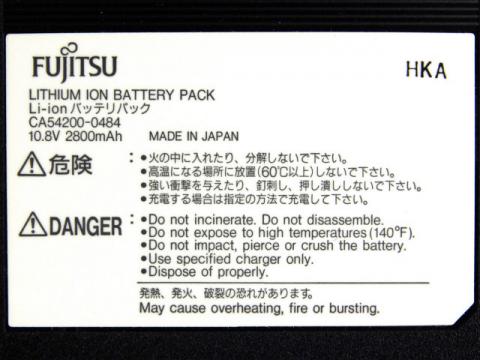 FUJITSU
HKA
LITHIUM ION BATTERY PACK
Li-ionバッテリパック
CA54200-0484
10.8V 2800mAh MADE IN JAPAN
⚠危険 : •火の中に入れたり、分解しないで下さい。
•高温になる場所に放置(60℃以上)しないで下さい。
•強い衝撃を与えたり、釘刺し、押し潰ししないで下さい。
•充電する場合は指定の方法で充電して下さい。
⚠DANGER : •Do not incinerate. Do not disassemble.
•Do not expose to high temperatures(140°F).
•Do not impact, pierce or crush the battery.
•Use specified charger only.
•Dispose of properly.
発熱、発火、破裂の恐れがあります。
May cause overheating, fire or bursting.